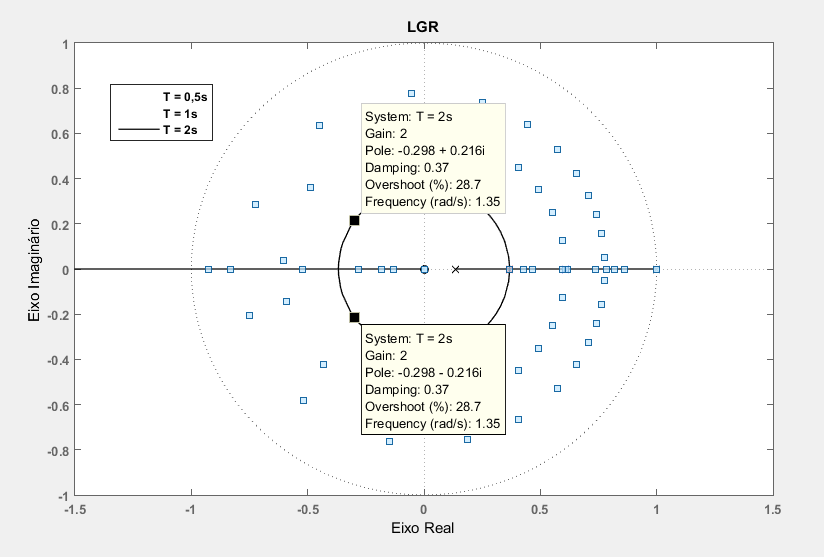 LGR
1
0.8
0.6
0.4
0.2
0
-0.2
-0.4
-0.6
-0.8
-1
Eixo Imaginário
T = 0,5s
T = 1s
T = 2s
System: T = 2s
Gain: 2
Pole: -0.298 + 0.216i
Damping: 0.37
Overshoot (%): 28.7
Frequency (rad/s): 1.35
System: T = 2s
Gain: 2
Pole: -0.298 - 0.216i
Damping: 0.37
Overshoot (%): 28.7
Frequency (rad/s): 1.35
-1.5 -1 -0.5 0 0.5 1 1.5
Eixo Real